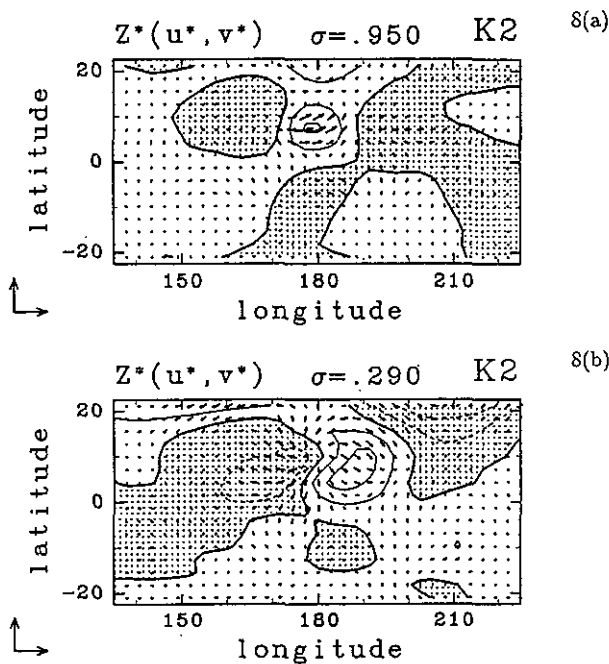 Z*(u*,v*) σ=.950 K2 8(a)
20
0
-20
latitude
150 180 210
longitude
Z*(u*,v*) σ=.290 K2 8(b)
20
0
-20
latitude
150 180 210
longitude